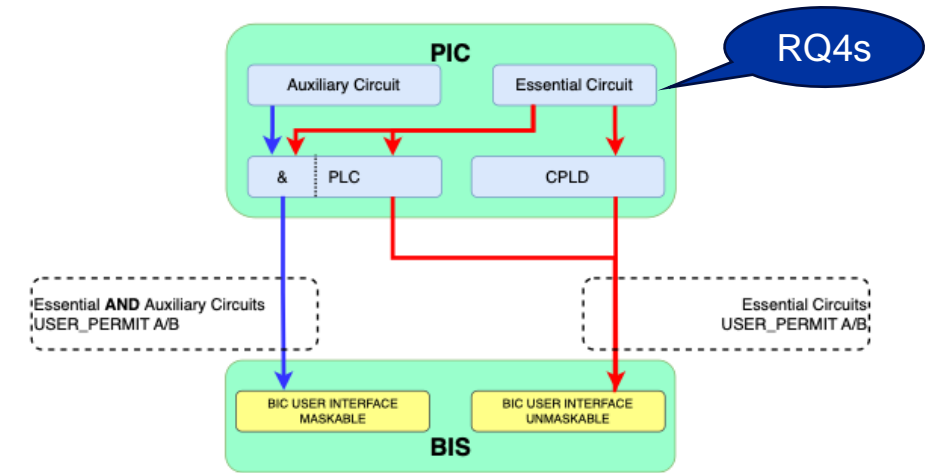 PIC
RQ4s
Auxiliary Circuit
Essential Circuit
&
PLC
CPLD
Essential AND Auxiliary Circuits
USER_PERMIT A/B
Essential Circuits
USER_PERMIT A/B
BIC USER INTERFACE
MASKABLE
BIC USER INTERFACE
UNMASKABLE
BIS